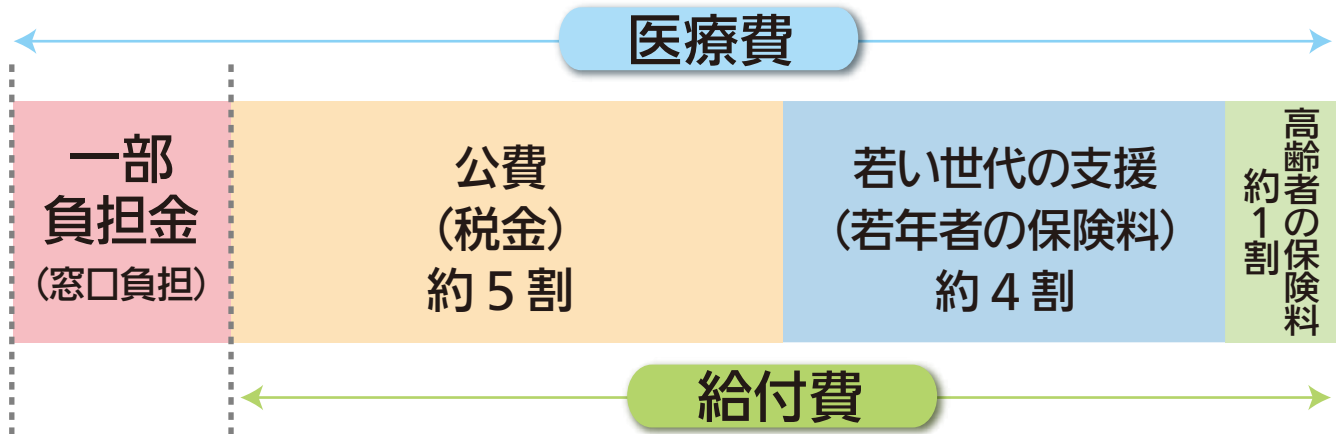 医療費
一部
負担金
（窓口負担）
公費
（税金）
約 5 割
若い世代の支援
（若年者の保険料）
約 4 割
高齢者の保険料
約1割
給付費